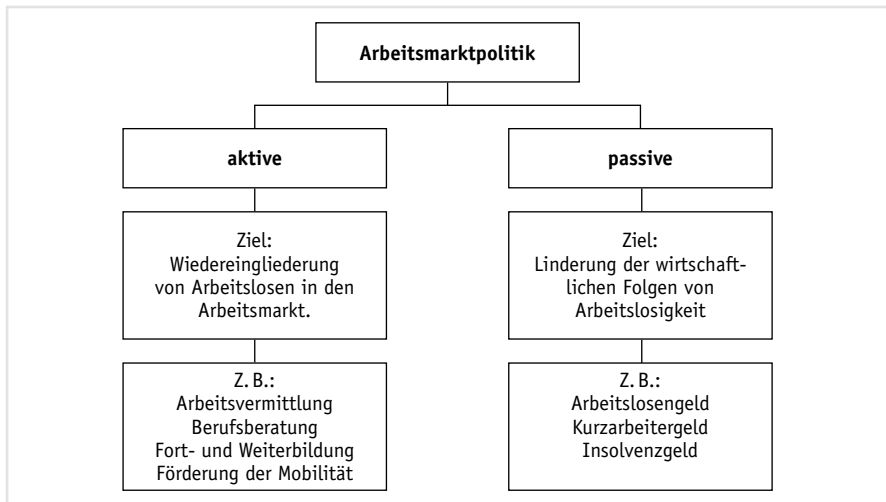 Arbeitsmarktpolitik
aktive
passive
Ziel:
Wiedereingliederung
von Arbeitslosen in den
Arbeitsmarkt.
Ziel:
Linderung der wirtschaft-
lichen Folgen von
Arbeitslosigkeit
Z. B.:
Arbeitsvermittlung
Berufsberatung
Fort- und Weiterbildung
Förderung der Mobilität
Z. B.:
Arbeitslosengeld
Kurzarbeitergeld
Insolvenzgeld